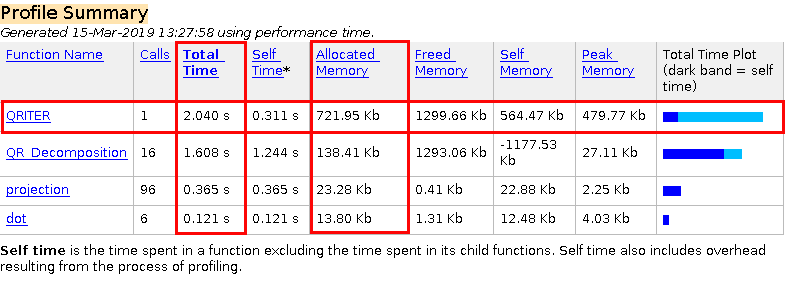 Profile Summary
Generated 15-Mar-2019 13:27:58 using performance time.
Function Name Calls Total Time Self Time* Allocated Memory Freed Memory Self Memory Peak Memory Total Time Plot (dark band = self time)
QRITER 1 2.040 s 0.311 s 721.95 Kb 1299.66 Kb 564.47 Kb 479.77 Kb
QR_Decomposition 16 1.608 s 1.244 s 138.41 Kb 1293.06 Kb -1177.53 Kb 27.11 Kb
projection 96 0.365 s 0.365 s 23.28 Kb 0.41 Kb 22.88 Kb 2.25 Kb
dot 6 0.121 s 0.121 s 13.80 Kb 1.31 Kb 12.48 Kb 4.03 Kb
Self time is the time spent in a function excluding the time spent in its child functions. Self time also includes overhead
resulting from the process of profiling.